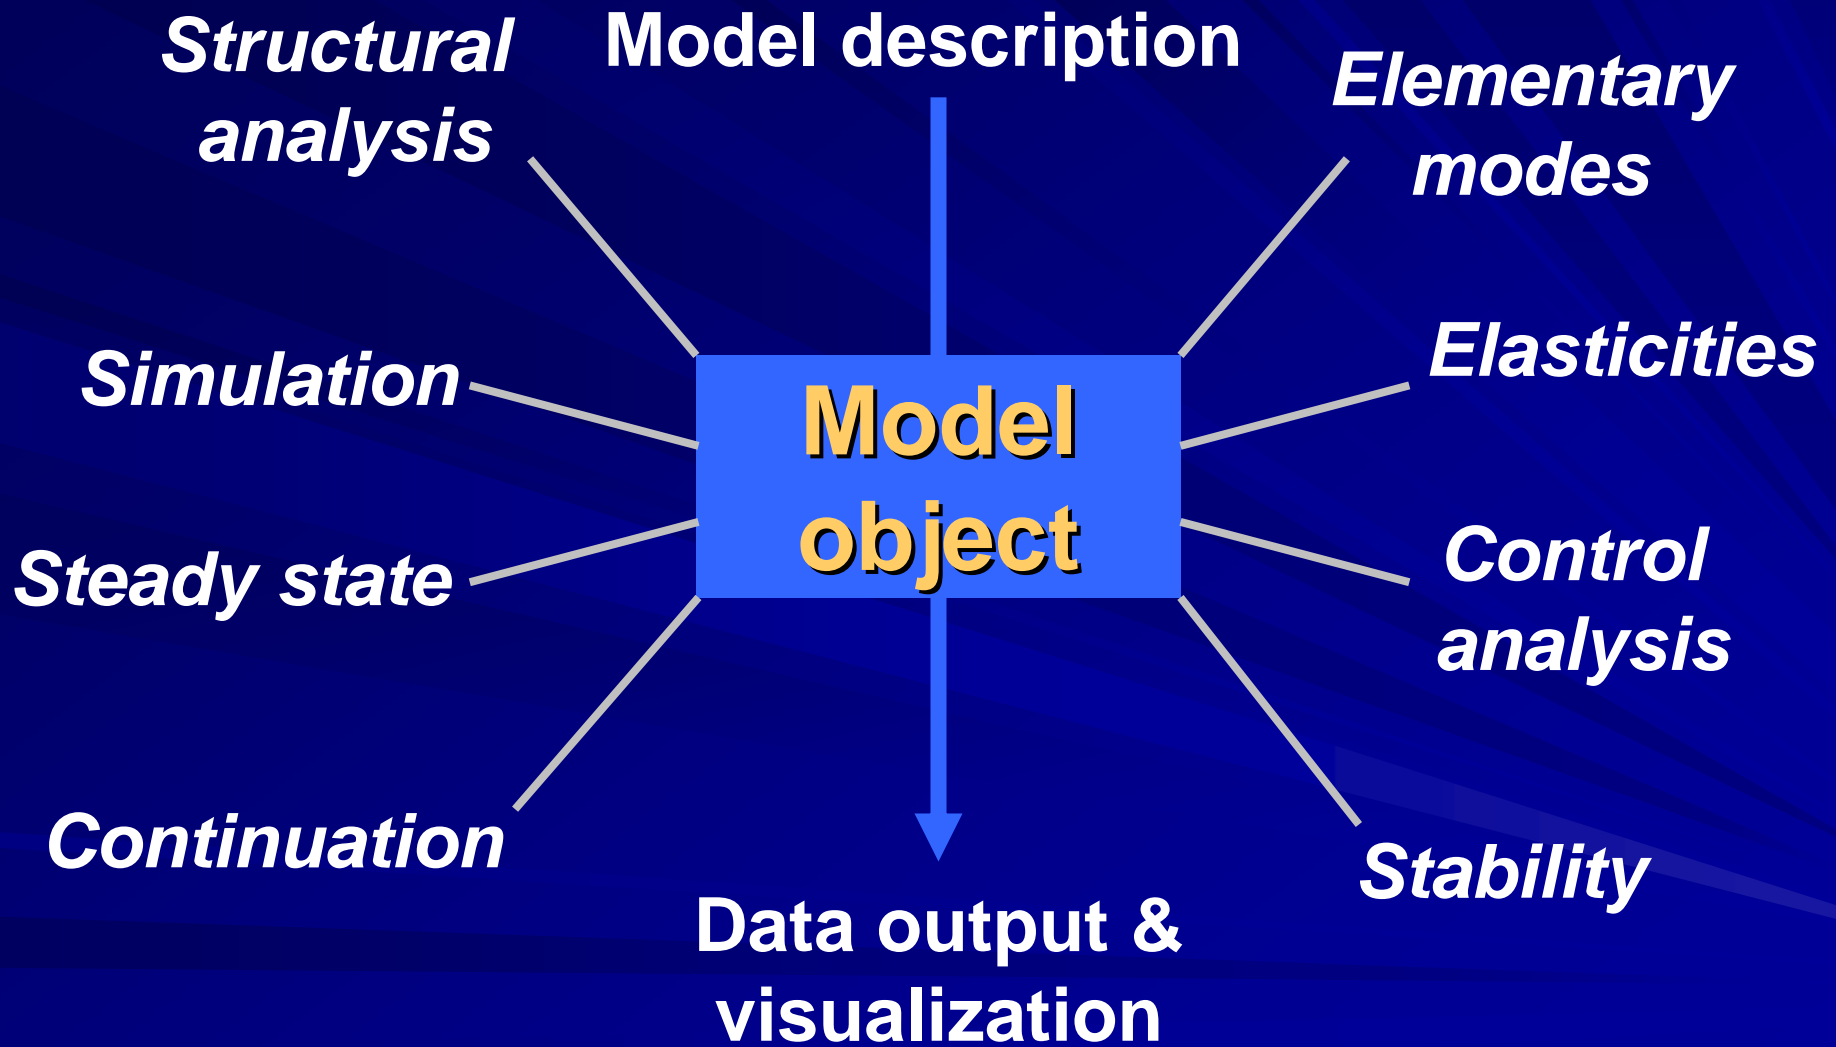 Structural
analysis
Model description
Elementary
modes
Simulation
Elasticities
Model
object
Steady state
Control
analysis
Continuation
Stability
Data output &
visualization